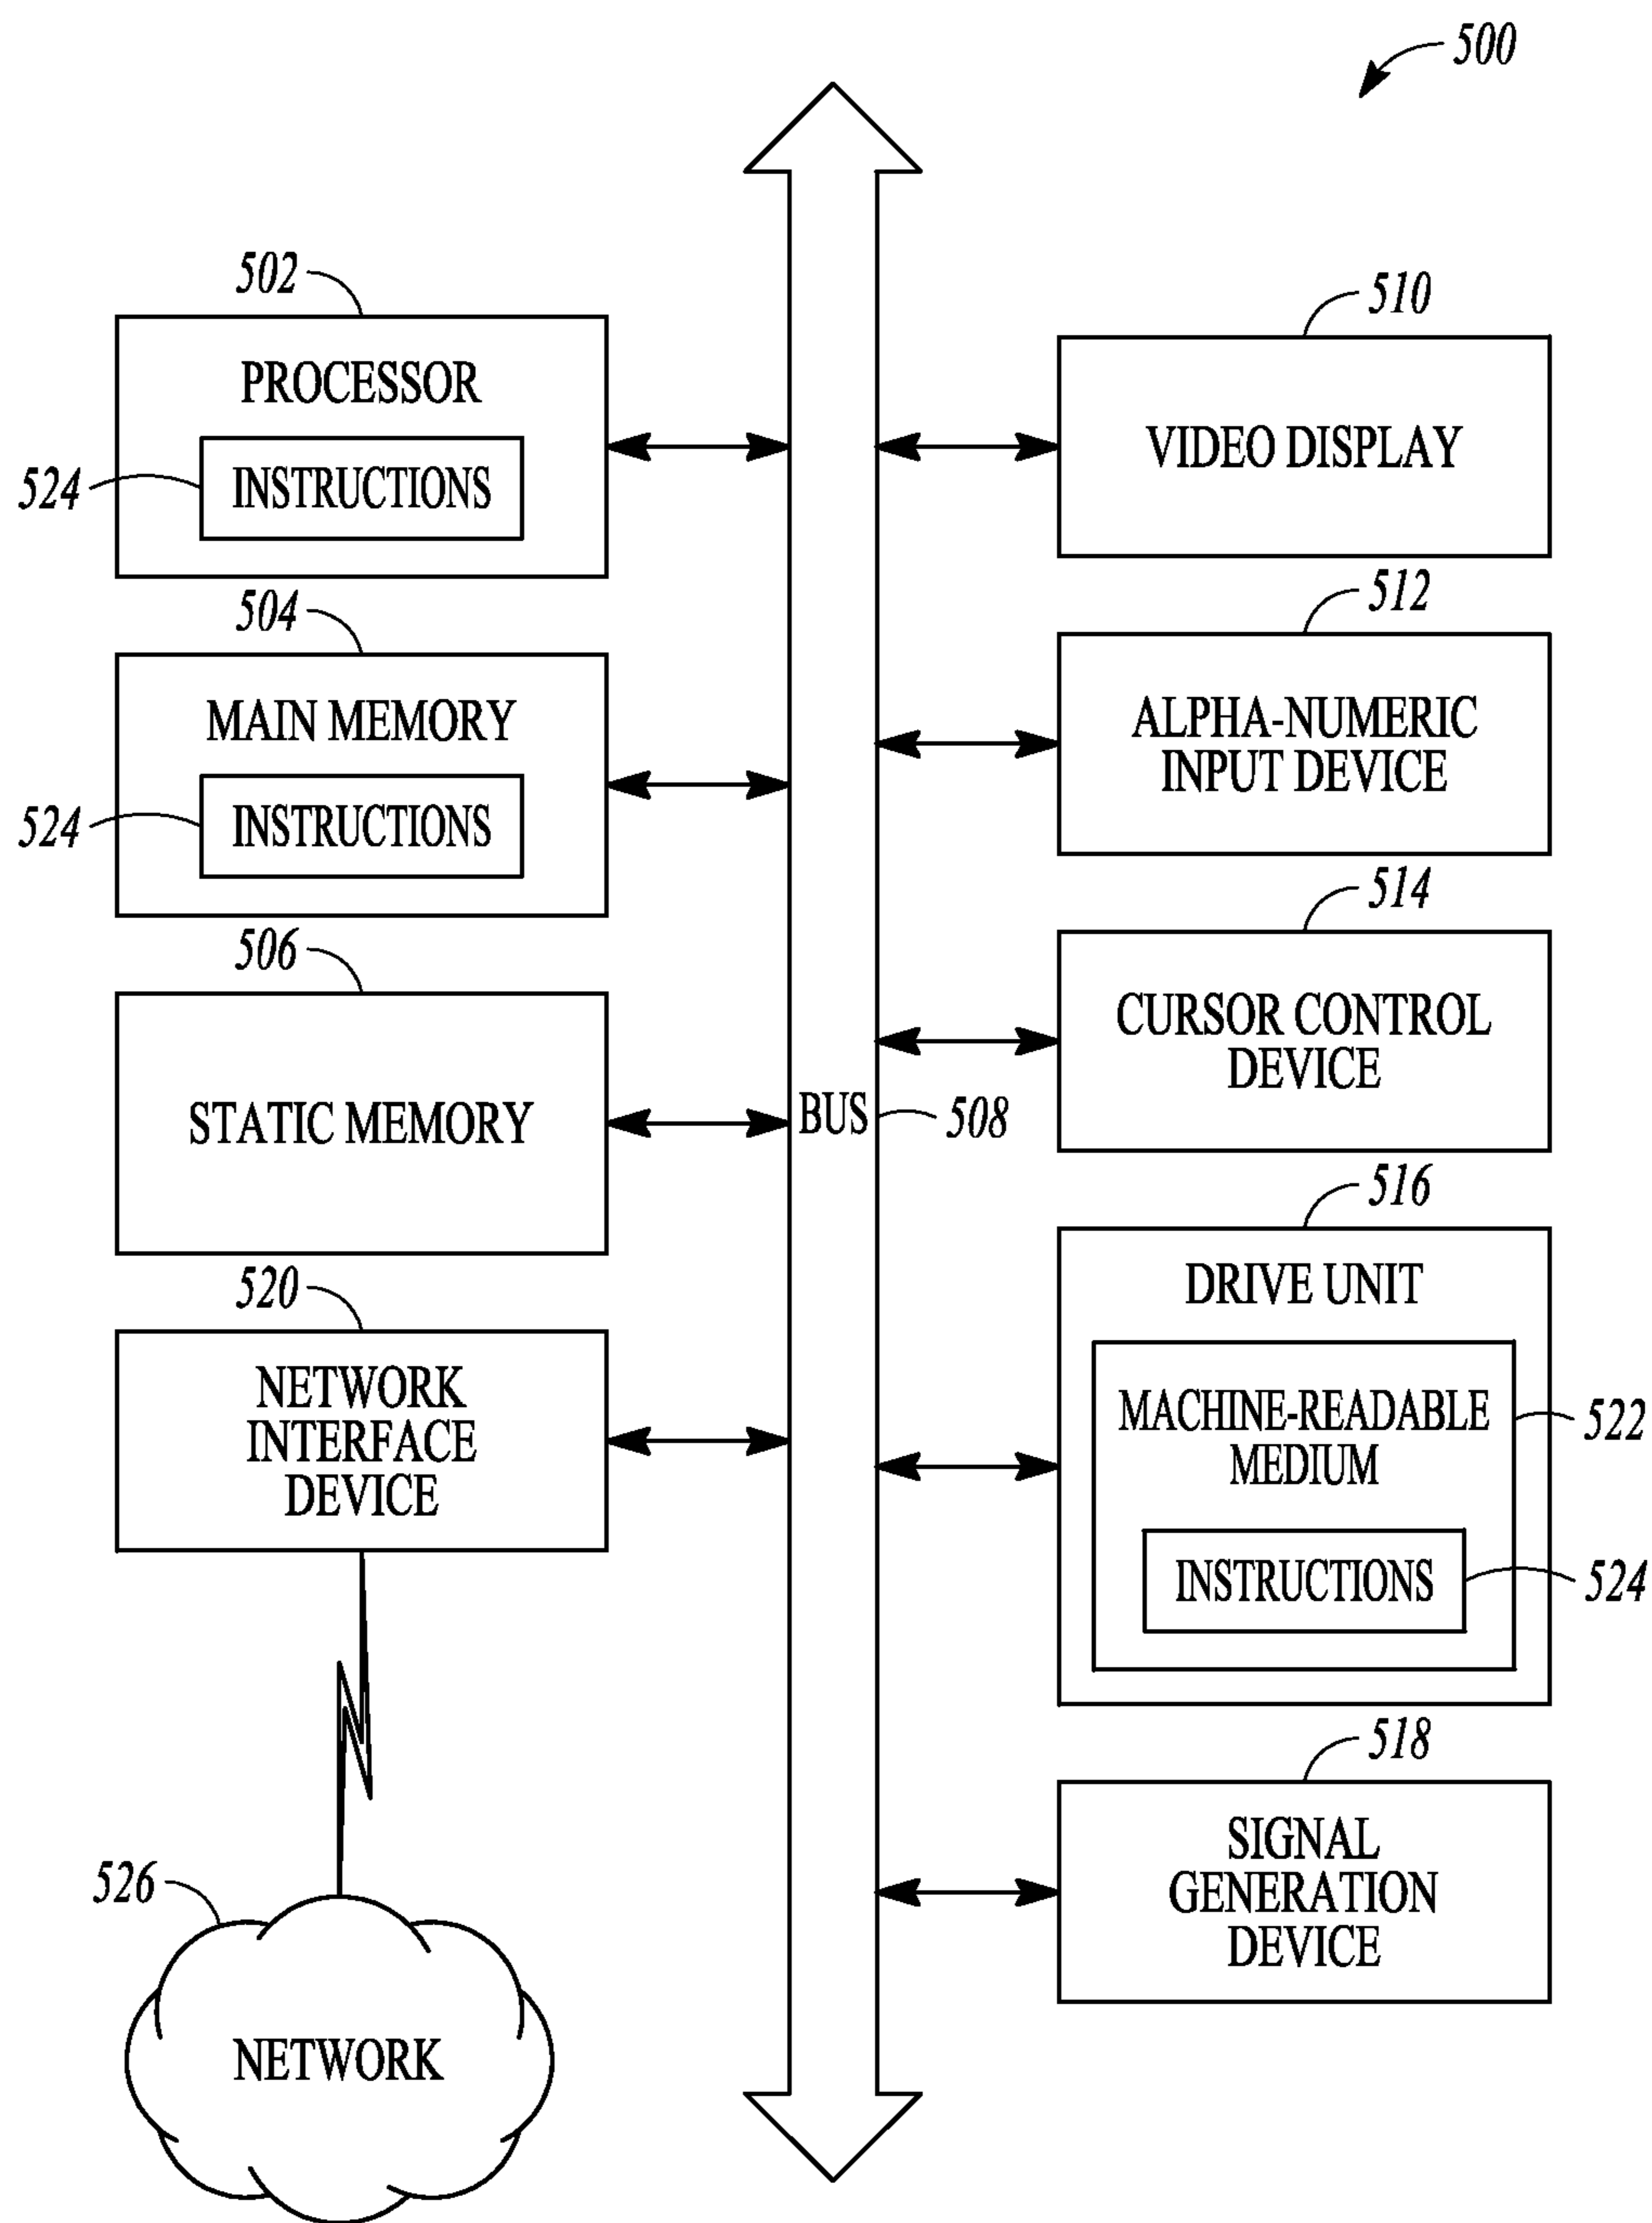 500
502
PROCESSOR
524
INSTRUCTIONS
504
MAIN MEMORY
524
INSTRUCTIONS
506
STATIC MEMORY
520
NETWORK
INTERFACE
DEVICE
526
NETWORK
BUS
508
510
VIDEO DISPLAY
512
ALPHA-NUMERIC
INPUT DEVICE
514
CURSOR CONTROL
DEVICE
516
DRIVE UNIT
MACHINE-READABLE
MEDIUM
522
INSTRUCTIONS
524
518
SIGNAL
GENERATION
DEVICE